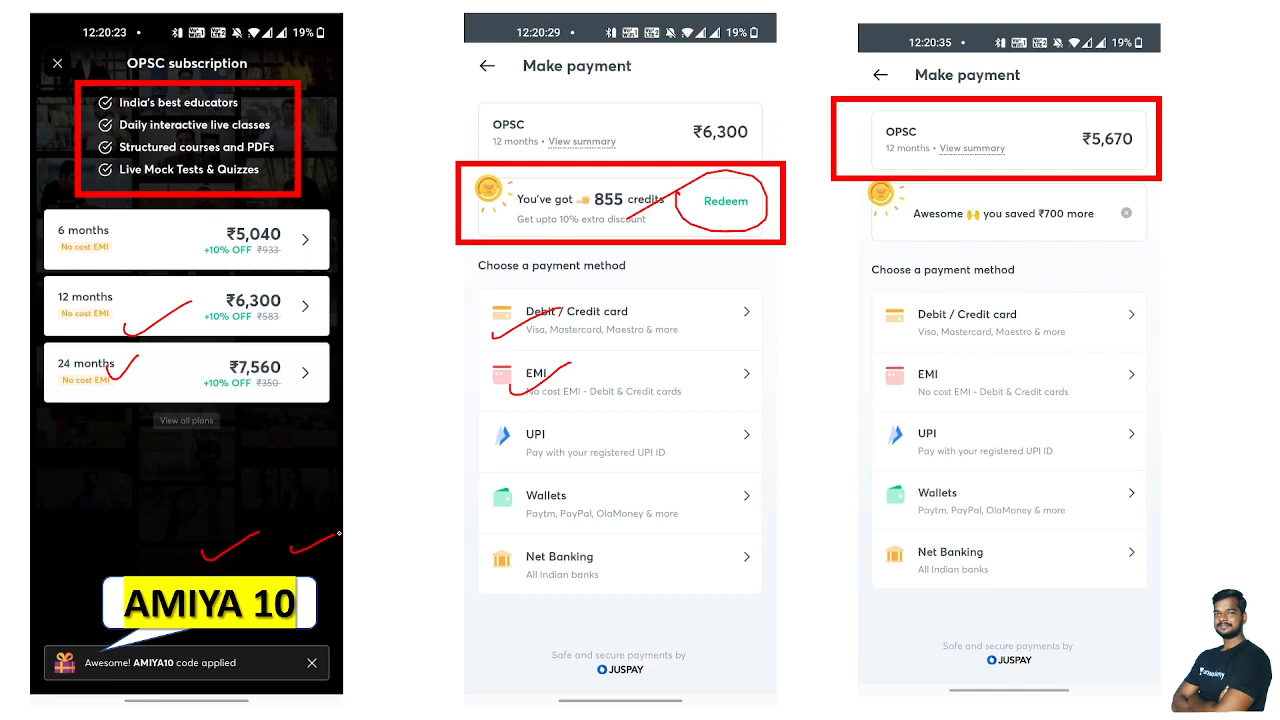 12:20:23 • 19%
OPSC subscription
India's best educators
Daily interactive live classes
Structured courses and PDFs
Live Mock Tests & Quizzes
6 months ₹5,040
No cost EMI +10% OFF ₹933
12 months ₹6,300
No cost EMI +10% OFF ₹583
24 months ₹7,560
No cost EMI +10% OFF ₹350
View all plans
AMIYA 10
Awesome! AMIYA10 code applied
12:20:29 • 19%
Make payment
OPSC ₹6,300
12 months • View summary
You've got 855 credits Redeem
Get upto 10% extra discount
Choose a payment method
Debit / Credit card
Visa, Mastercard, Maestro & more
EMI
No cost EMI - Debit & Credit cards
UPI
Pay with your registered UPI ID
Wallets
Paytm, PayPal, OlaMoney & more
Net Banking
All Indian banks
Safe and secure payments by
JUSPAY
12:20:35 • 19%
Make payment
OPSC ₹5,670
12 months • View summary
Awesome 🙌 you saved ₹700 more
Choose a payment method
Debit / Credit card
Visa, Mastercard, Maestro & more
EMI
No cost EMI - Debit & Credit cards
UPI
Pay with your registered UPI ID
Wallets
Paytm, PayPal, OlaMoney & more
Net Banking
All Indian banks
Safe and secure payments by
JUSPAY